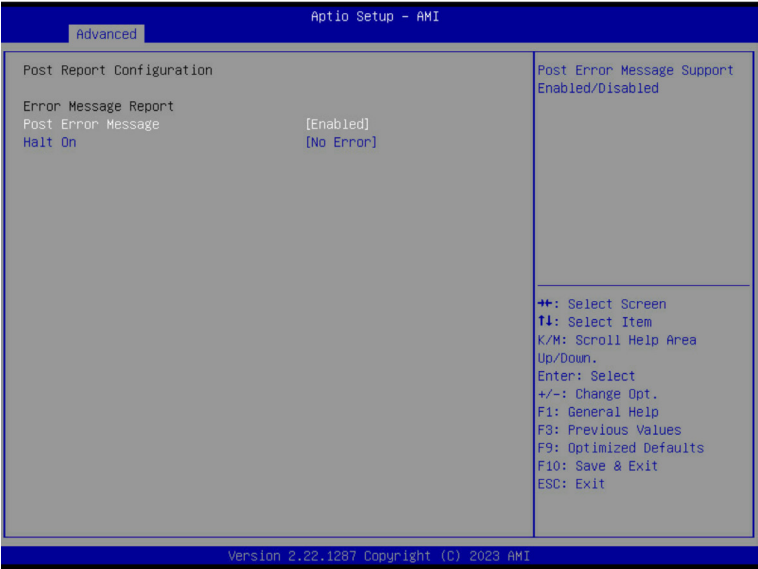 Aptio Setup – AMI
Advanced
Post Report Configuration
Error Message Report
Post Error Message [Enabled]
Halt On [No Error]
Post Error Message Support
Enabled/Disabled
→←: Select Screen
↑↓: Select Item
K/M: Scroll Help Area
Up/Down.
Enter: Select
+/-: Change Opt.
F1: General Help
F3: Previous Values
F9: Optimized Defaults
F10: Save & Exit
ESC: Exit
Version 2.22.1287 Copyright (C) 2023 AMI